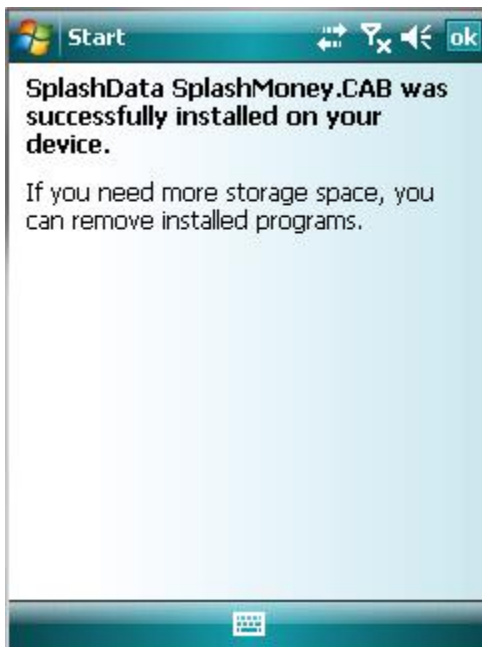 Start
ok
SplashData SplashMoney.CAB was
successfully installed on your
device.
If you need more storage space, you
can remove installed programs.